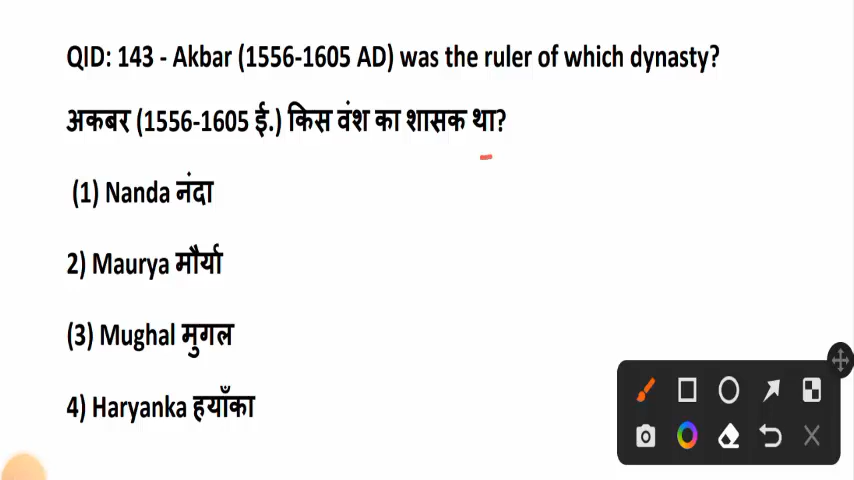 QID: 143 - Akbar (1556-1605 AD) was the ruler of which dynasty?
अकबर (1556-1605 ई.) किस वंश का शासक था?
(1) Nanda नंदा
2) Maurya मौर्या
(3) Mughal मुगल
4) Haryanka हयाँका